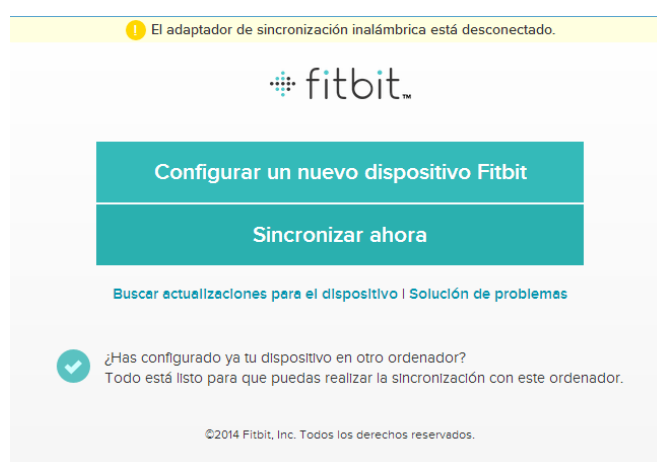 ! El adaptador de sincronización inalámbrica está desconectado.
fitbit™
Configurar un nuevo dispositivo Fitbit
Sincronizar ahora
Buscar actualizaciones para el dispositivo | Solución de problemas
¿Has configurado ya tu dispositivo en otro ordenador?
Todo está listo para que puedas realizar la sincronización con este ordenador.
©2014 Fitbit, Inc. Todos los derechos reservados.